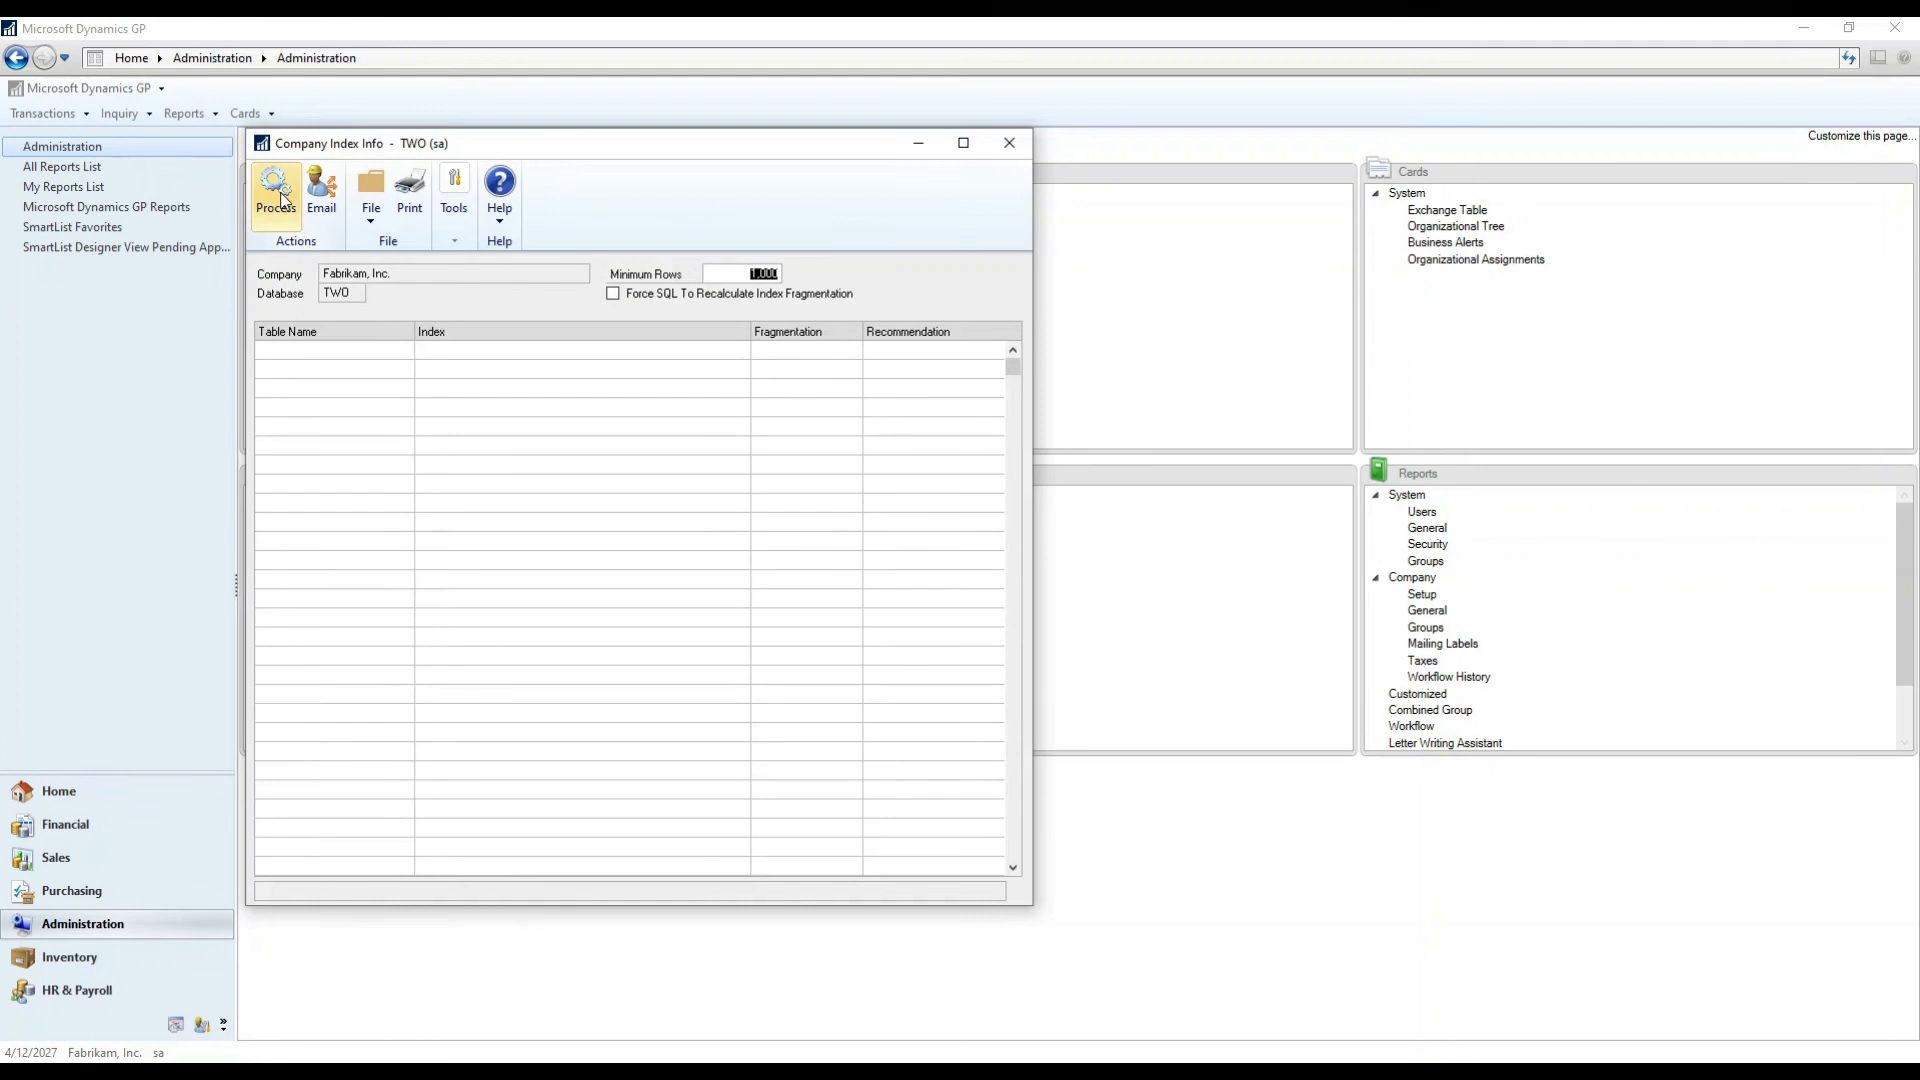 Microsoft Dynamics GP
Home Administration Administration
Microsoft Dynamics GP
Transactions Inquiry Reports Cards
Customize this page...
Administration
All Reports List
My Reports List
Microsoft Dynamics GP Reports
SmartList Favorites
SmartList Designer View Pending App...
Home
Financial
Sales
Purchasing
Administration
Inventory
HR & Payroll
Company Index Info - TWO (sa)
Process Email File Print Tools Help
Actions File Help
Company Fabrikam, Inc. Minimum Rows 1,000
Database TWO Force SQL To Recalculate Index Fragmentation
Table Name Index Fragmentation Recommendation
Cards
System
Exchange Table
Organizational Tree
Business Alerts
Organizational Assignments
Reports
System
Users
General
Security
Groups
Company
Setup
General
Groups
Mailing Labels
Taxes
Workflow History
Customized
Combined Group
Workflow
Letter Writing Assistant
4/12/2027 Fabrikam, Inc. sa